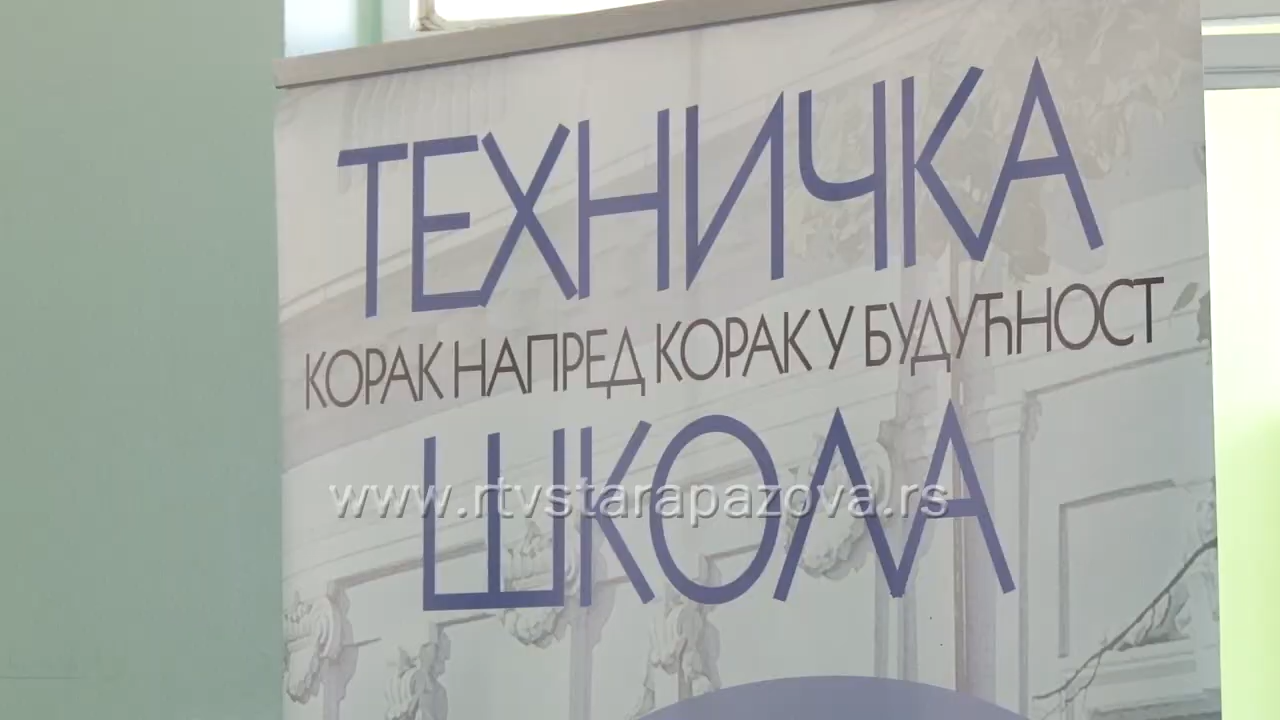 ТЕХНИЧКА
КОРАК НАПРЕД КОРАК У БУДУЋНОСТ
ШКОЛА
www.rtvstarapazova.rs